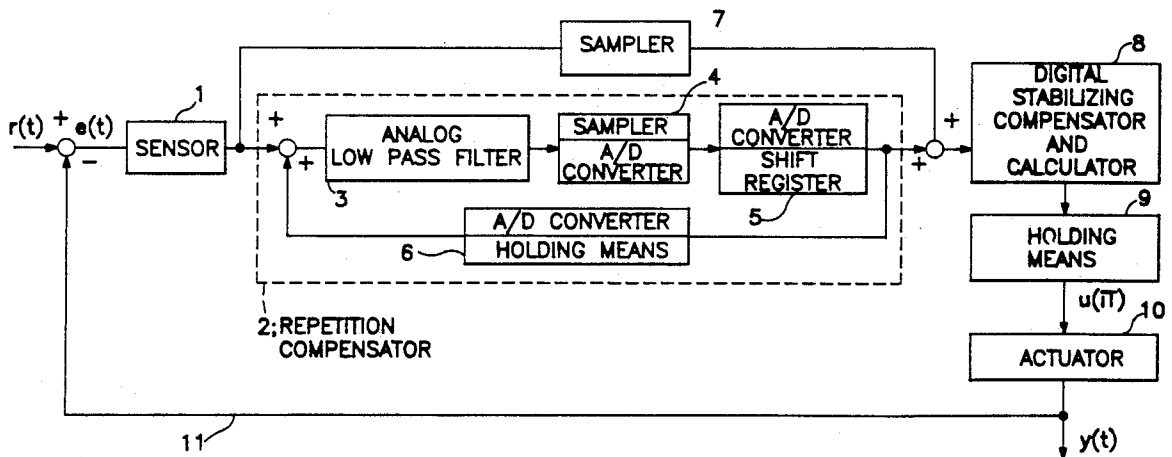 7
SAMPLER
8
DIGITAL
STABILIZING
COMPENSATOR
AND
CALCULATOR
r(t)
+
e(t)
−
1
SENSOR
+
+
ANALOG
LOW PASS FILTER
3
4
SAMPLER
A/D
CONVERTER
A/D
CONVERTER
SHIFT
REGISTER
5
+
+
A/D CONVERTER
HOLDING MEANS
6
9
HOLDING
MEANS
2;REPETITION
COMPENSATOR
u(iT)
10
ACTUATOR
11
y(t)